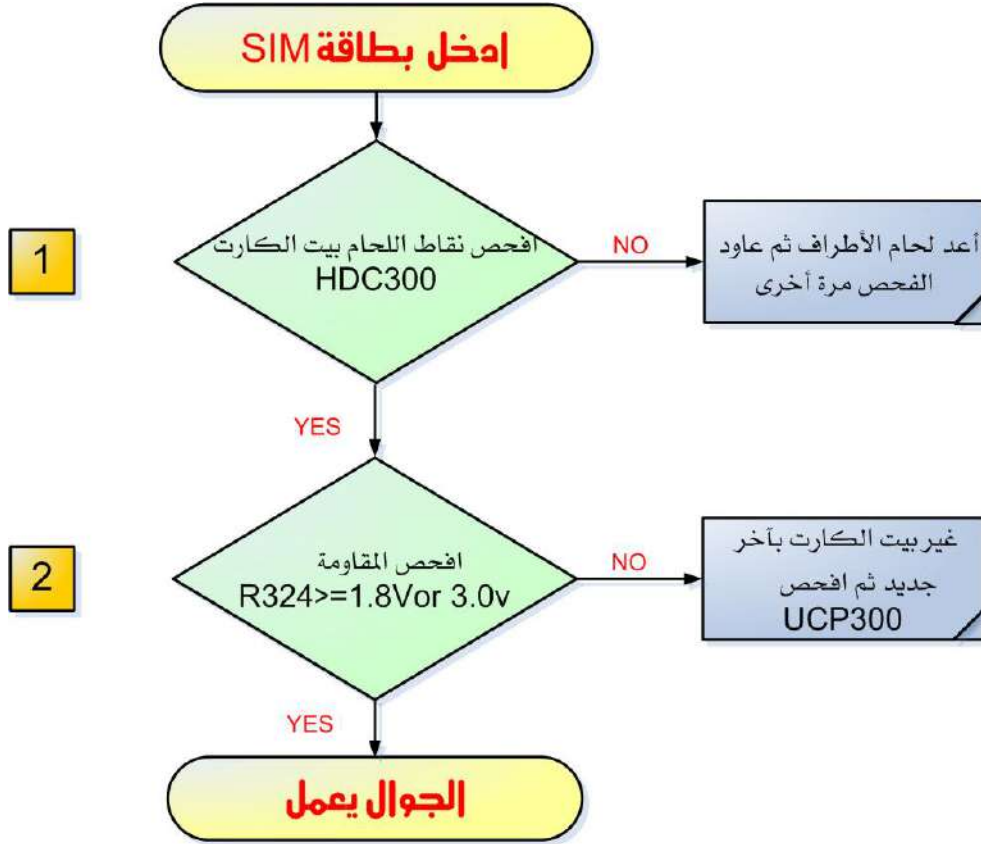 ادخل بطاقة SIM
1
افحص نقاط اللحام بيت الكارت
HDC300
NO
أعد لحام الأطراف ثم عاود
الفحص مرة أخرى
YES
2
افحص المقاومة
R324>=1.8Vor 3.0v
NO
غير بيت الكارت بآخر
جديد ثم افحص
UCP300
YES
الجوال يعمل